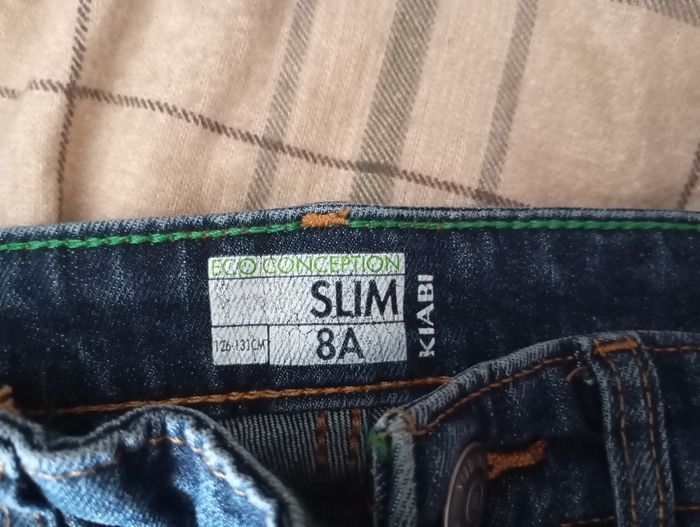 ECO CONCEPTION
SLIM
126-131CM
8A
KIABI